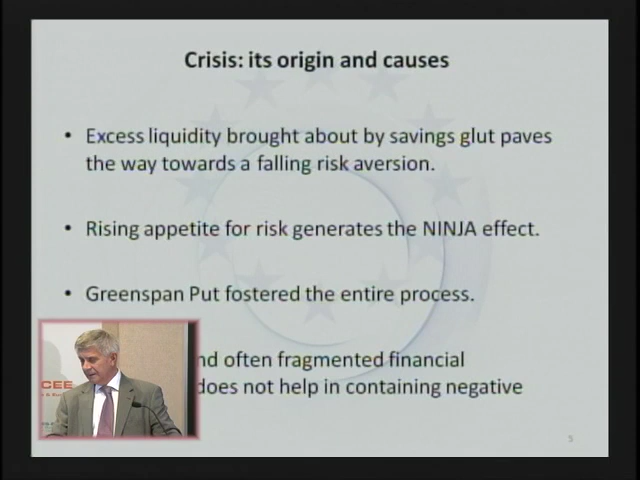 Crisis: its origin and causes
• Excess liquidity brought about by savings glut paves
the way towards a falling risk aversion.
• Rising appetite for risk generates the NINJA effect.
• Greenspan Put fostered the entire process.
nd often fragmented financial
does not help in containing negative
CEE
5